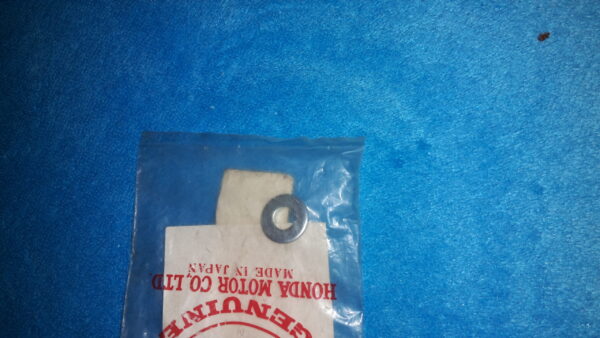 GENUINE
HONDA MOTOR CO., LTD
MADE IN JAPAN